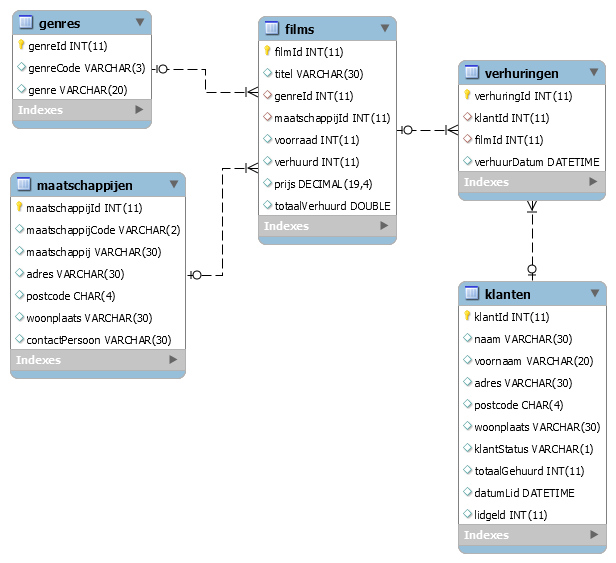 genres
genreId INT(11)
genreCode VARCHAR(3)
genre VARCHAR(20)
Indexes
films
filmId INT(11)
titel VARCHAR(30)
genreId INT(11)
maatschappijId INT(11)
voorraad INT(11)
verhuurd INT(11)
prijs DECIMAL(19,4)
totaalVerhuurd DOUBLE
Indexes
verhuringen
verhuringId INT(11)
klantId INT(11)
filmId INT(11)
verhuurDatum DATETIME
Indexes
maatschappijen
maatschappijId INT(11)
maatschappijCode VARCHAR(2)
maatschappij VARCHAR(30)
adres VARCHAR(30)
postcode CHAR(4)
woonplaats VARCHAR(30)
contactPersoon VARCHAR(30)
Indexes
klanten
klantId INT(11)
naam VARCHAR(30)
voornaam VARCHAR(20)
adres VARCHAR(30)
postcode CHAR(4)
woonplaats VARCHAR(30)
klantStatus VARCHAR(1)
totaalGehuurd INT(11)
datumLid DATETIME
lidgeld INT(11)
Indexes